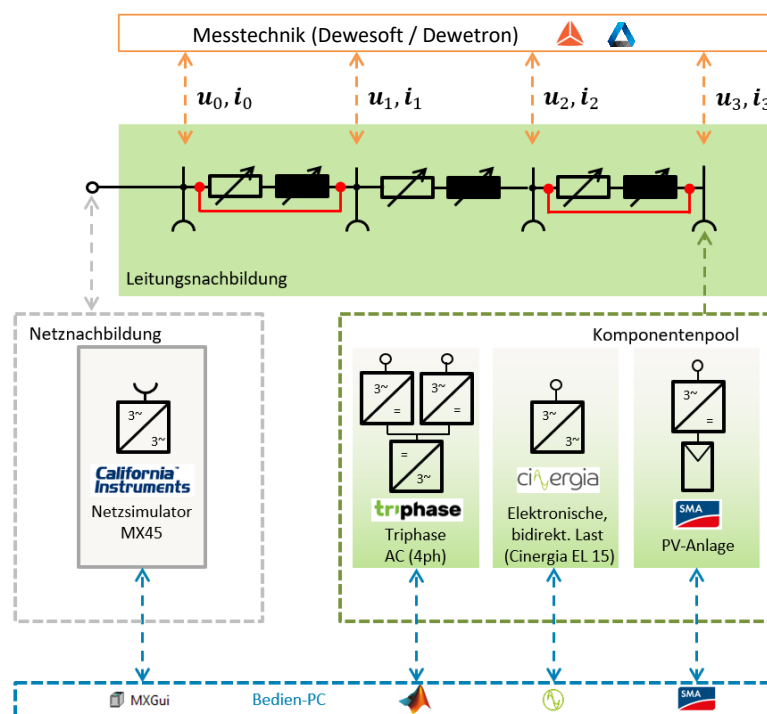 Messtechnik (Dewesoft / Dewetron)
u0, i0
u1, i1
u2, i2
u3, i3
Leitungsnachbildung
Netznachbildung
Komponentenpool
3~
3~
3~
=
3~
=
=
3~
3~
3~
3~
=
California
Instruments
Netzsimulator
MX45
triphase
Triphase
AC (4ph)
cinergia
Elektronische,
bidirekt. Last
(Cinergia EL 15)
SMA
PV-Anlage
MXGui
Bedien-PC
SMA